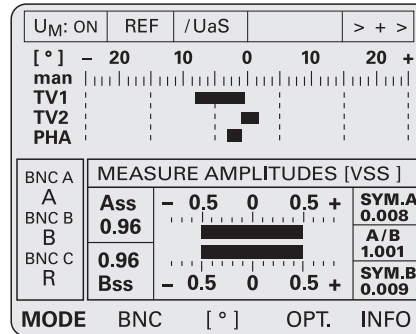 UM: ON REF /UaS > + >
[ ° ] – 20 10 0 10 20 +
man
TV1
TV2
PHA
BNC A
A
BNC B
B
BNC C
R
MEASURE AMPLITUDES [VSS ]
Ass – 0.5 0 0.5 + SYM.A
0.96 0.008
A/B
0.96 1.001
Bss – 0.5 0 0.5 + SYM.B
0.009
MODE BNC [ ° ] OPT. INFO